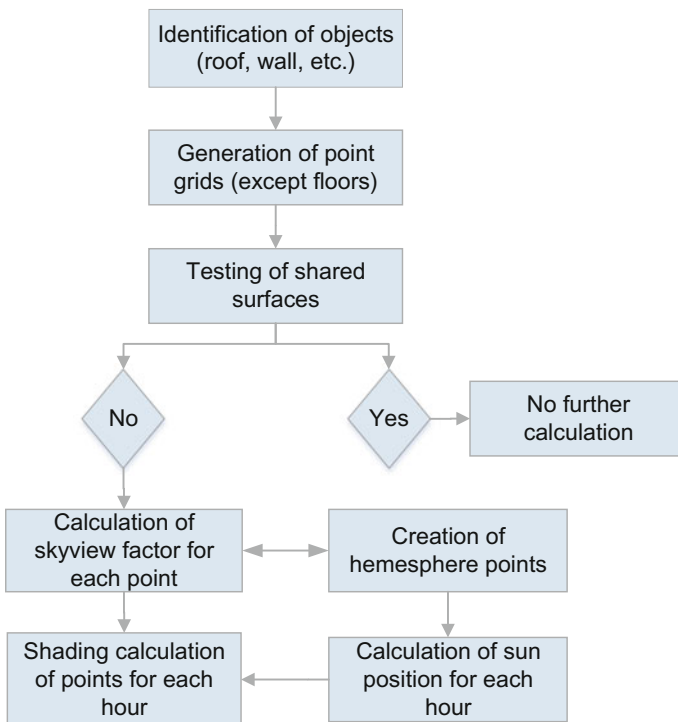 Identification of objects
(roof, wall, etc.)
Generation of point
grids (except floors)
Testing of shared
surfaces
No
Yes
No further
calculation
Calculation of
skyview factor for
each point
Creation of
hemesphere points
Shading calculation
of points for each
hour
Calculation of sun
position for each
hour